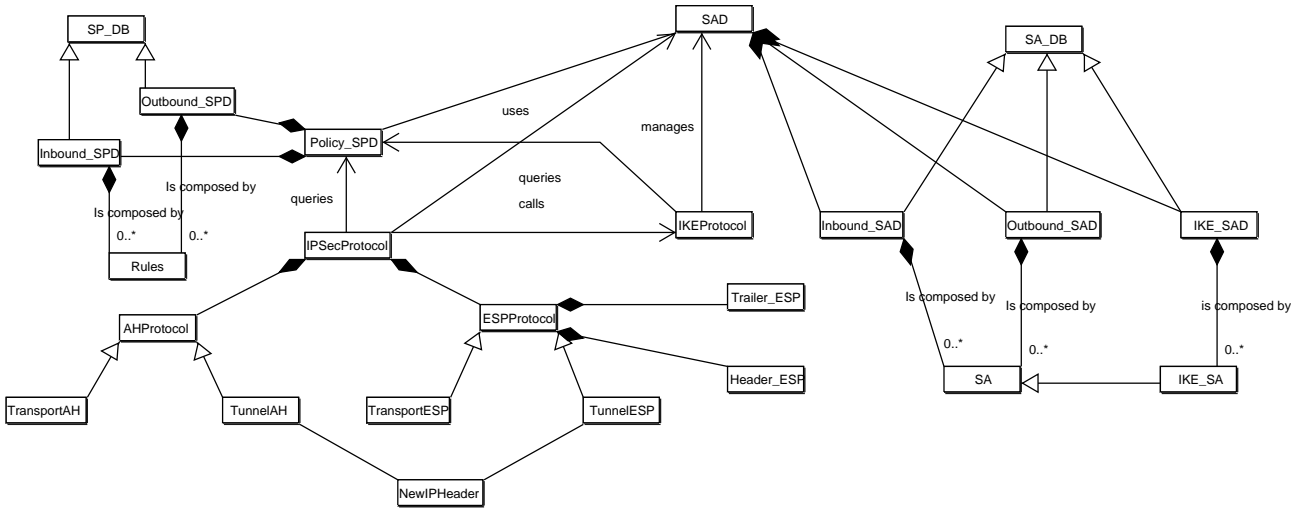 SAD
SP_DB
SA_DB
Outbound_SPD
uses
manages
Policy_SPD
Inbound_SPD
queries
Is composed by
queries
Is composed by
calls
0..*
0..*
IKEProtocol
Inbound_SAD
Outbound_SAD
IKE_SAD
IPSecProtocol
Rules
Trailer_ESP
Is composed by
Is composed by
is composed by
ESPProtocol
AHProtocol
0..*
0..*
0..*
Header_ESP
SA
IKE_SA
TransportAH
TunnelAH
TransportESP
TunnelESP
NewIPHeader